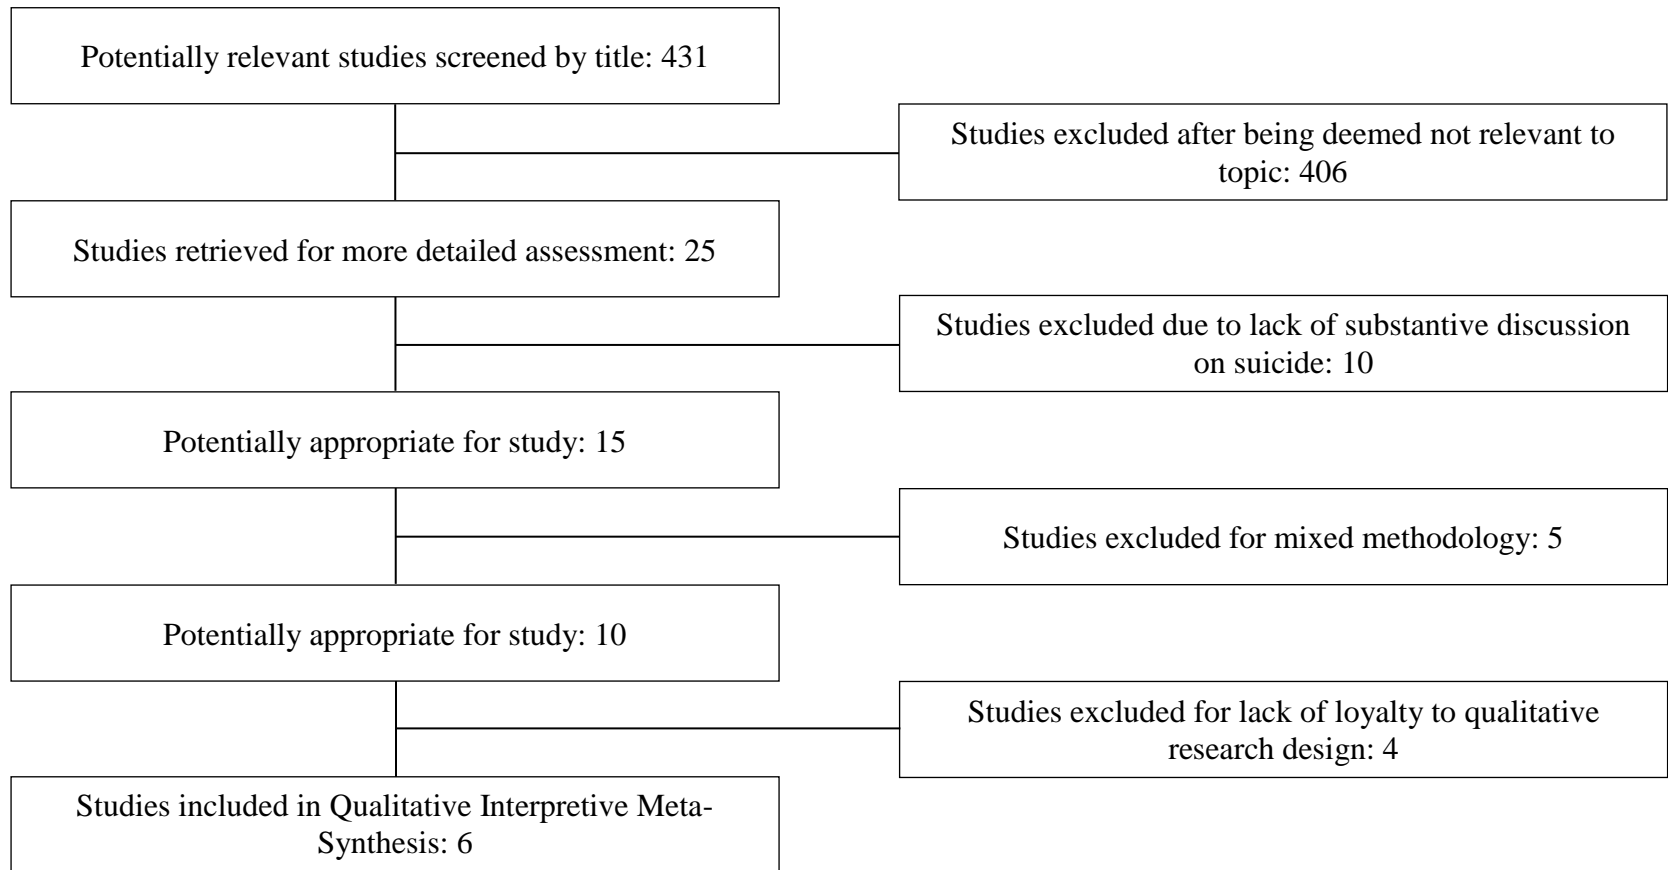 Potentially relevant studies screened by title: 431
Studies excluded after being deemed not relevant to
topic: 406
Studies retrieved for more detailed assessment: 25
Studies excluded due to lack of substantive discussion
on suicide: 10
Potentially appropriate for study: 15
Studies excluded for mixed methodology: 5
Potentially appropriate for study: 10
Studies excluded for lack of loyalty to qualitative
research design: 4
Studies included in Qualitative Interpretive Meta-
Synthesis: 6